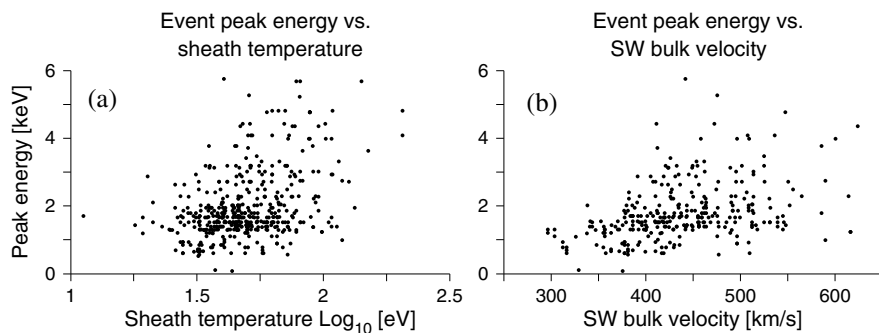 Event peak energy vs.
sheath temperature
Event peak energy vs.
SW bulk velocity
Peak energy [keV]
6
4
2
0
(a)
1
1.5
2
2.5
Sheath temperature Log10 [eV]
6
4
2
0
(b)
300
400
500
600
SW bulk velocity [km/s]